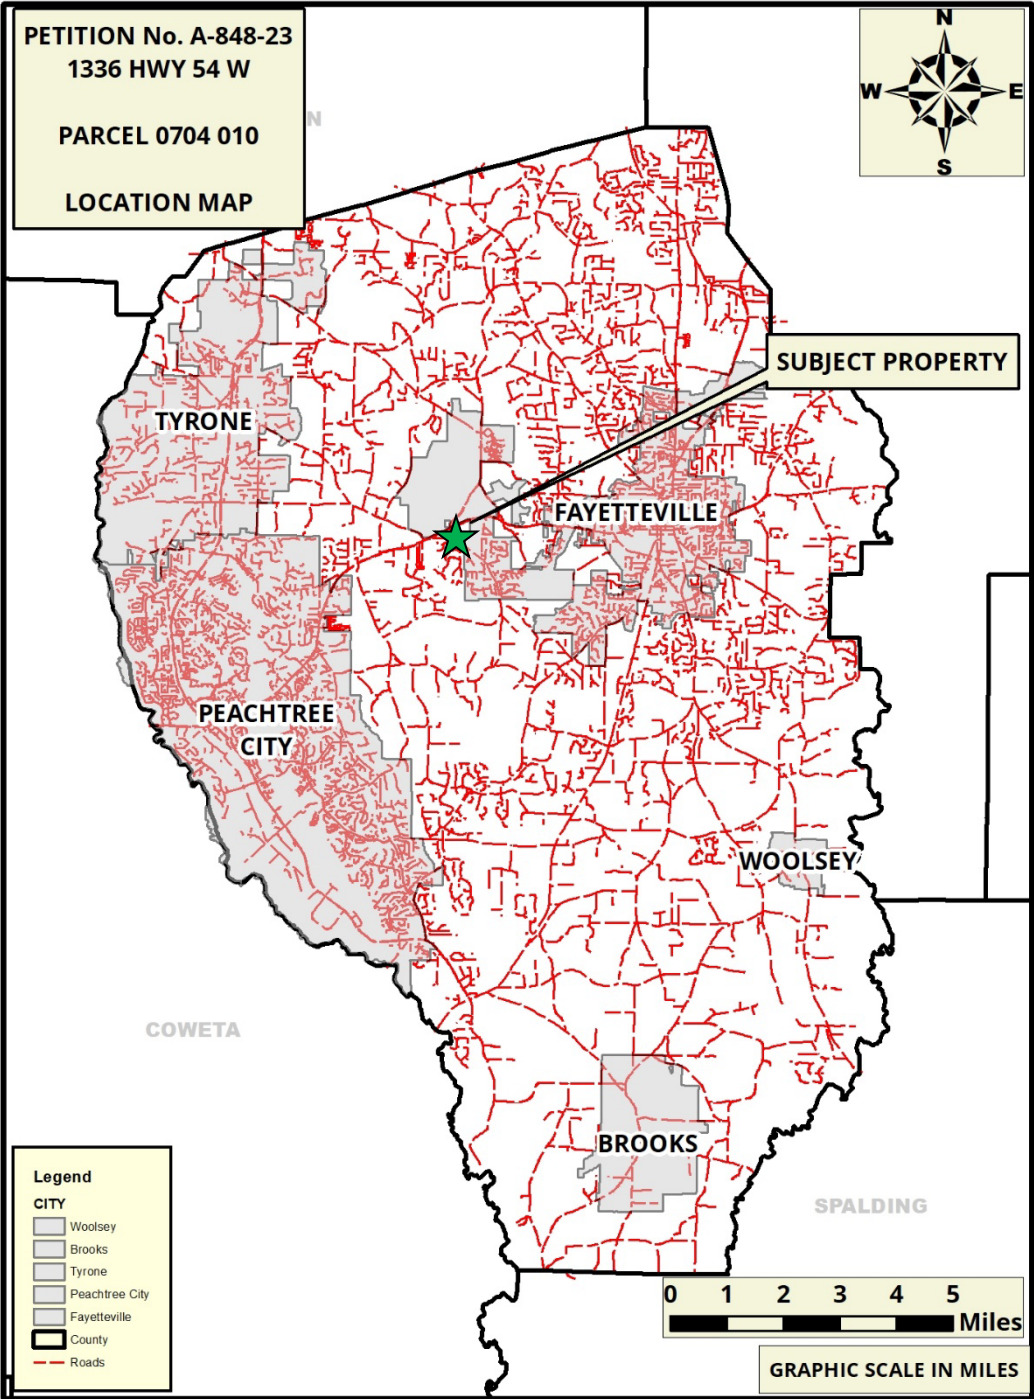 PETITION No. A-848-23
1336 HWY 54 W
PARCEL 0704 010
LOCATION MAP
N
N
W
E
S
SUBJECT PROPERTY
TYRONE
FAYETTEVILLE
PEACHTREE
CITY
WOOLSEY
COWETA
BROOKS
SPALDING
Legend
CITY
Woolsey
Brooks
Tyrone
Peachtree City
Fayetteville
County
Roads
0 1 2 3 4 5
Miles
GRAPHIC SCALE IN MILES